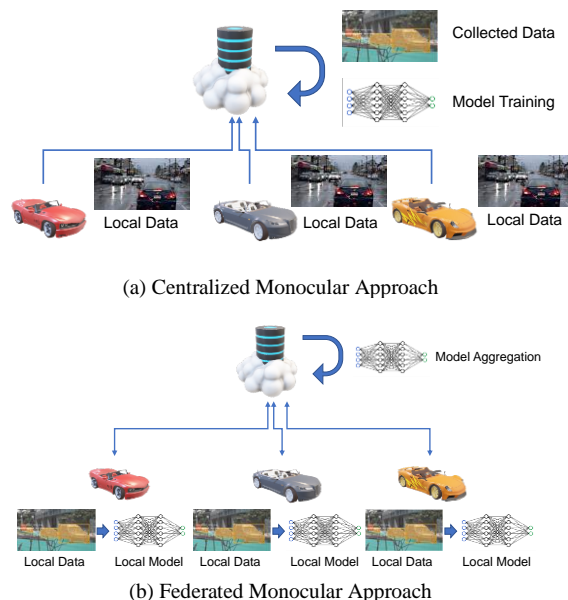 Collected Data
Model Training
Local Data
Local Data
Local Data
(a) Centralized Monocular Approach
Model Aggregation
Local Data
Local Model
Local Data
Local Model
Local Data
Local Model
(b) Federated Monocular Approach